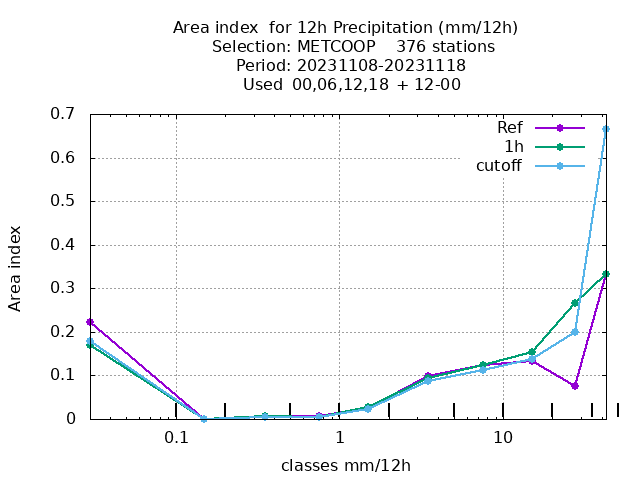 Area index  for 12h Precipitation (mm/12h)
Selection: METCOOP    376 stations
Period: 20231108-20231118
Used  00,06,12,18  + 12-00
Ref
1h
cutoff
0.7
0.6
0.5
0.4
0.3
0.2
0.1
0
Area index
0.1 1 10
classes mm/12h